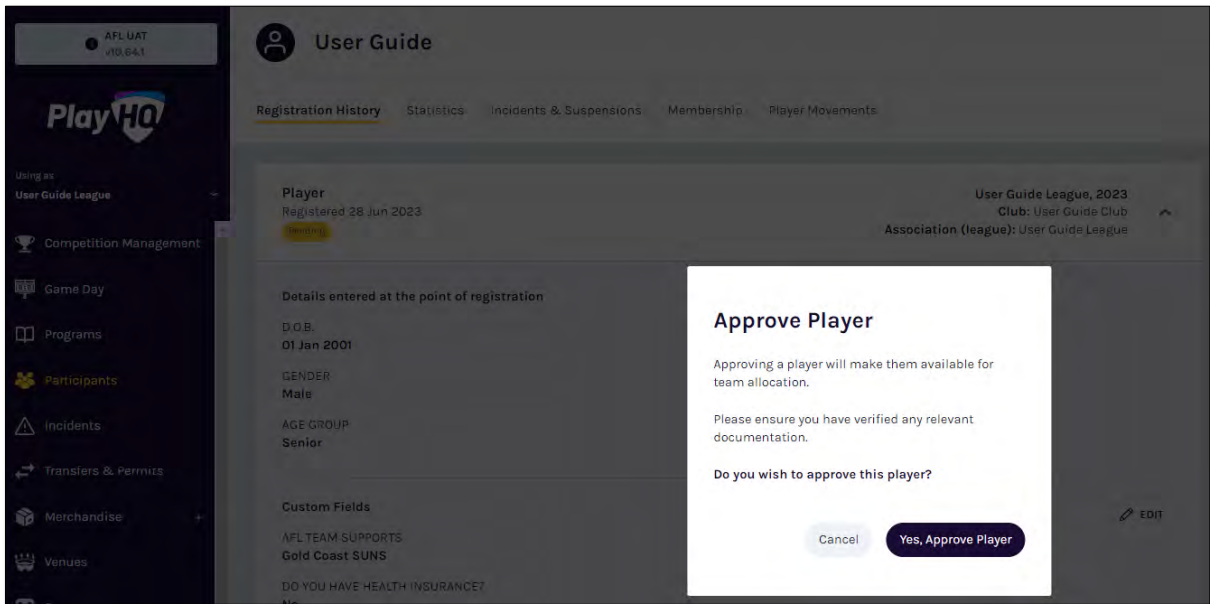 AFL UAT
v10.64.1
PlayHQ
Using as
User Guide League
Competition Management
Game Day
Programs
Participants
Incidents
Transfers & Permits
Merchandise
Venues
User Guide
Registration History Statistics Incidents & Suspensions Membership Player Movements
Player
Registered 28 Jun 2023
Pending
User Guide League, 2023
Club: User Guide Club
Association (league): User Guide League
Details entered at the point of registration
D.O.B.
01 Jan 2001
GENDER
Male
AGE GROUP
Senior
Custom Fields
EDIT
AFL TEAM SUPPORTS
Gold Coast SUNS
DO YOU HAVE HEALTH INSURANCE?
No
Approve Player
Approving a player will make them available for
team allocation.
Please ensure you have verified any relevant
documentation.
Do you wish to approve this player?
Cancel Yes, Approve Player